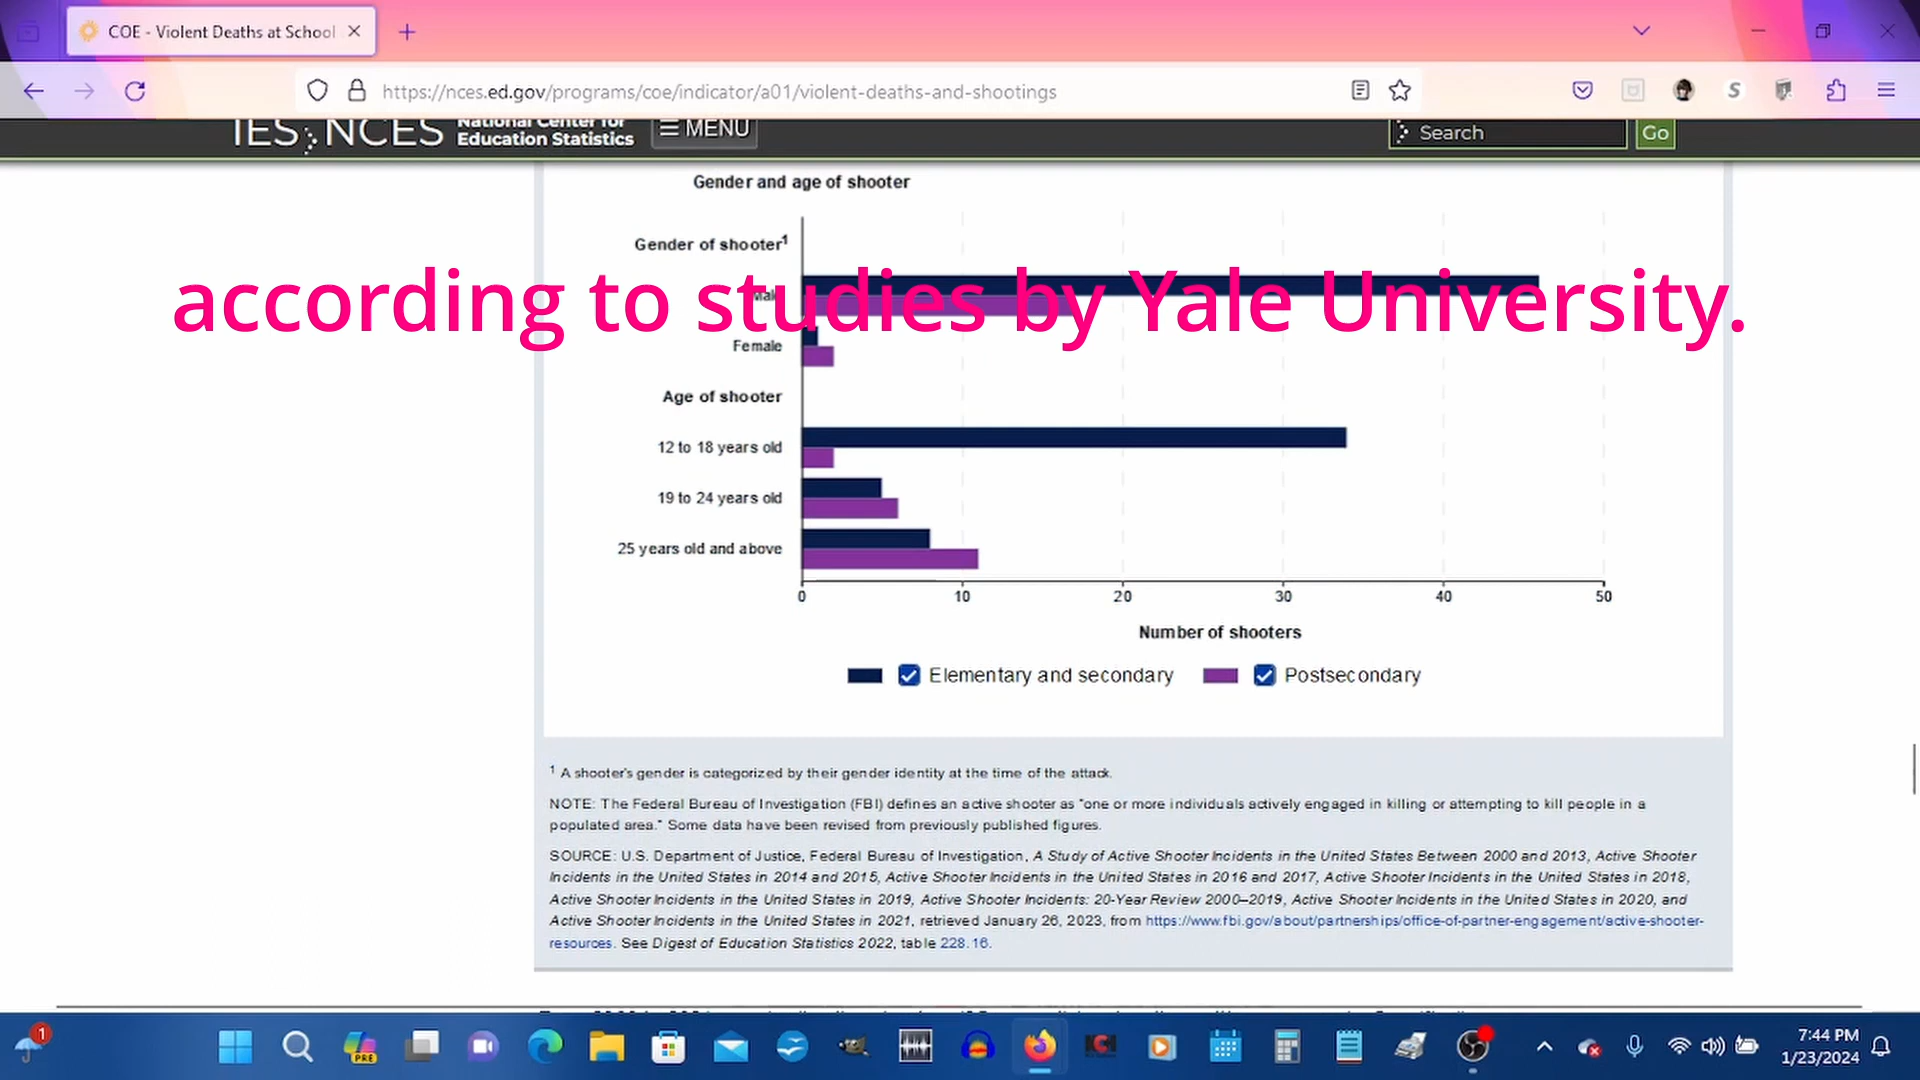 COE - Violent Deaths at School
https://nces.ed.gov/programs/coe/indicator/a01/violent-deaths-and-shootings
IES NCES
National Center for
Education Statistics
☰ MENU
Search
Go
Gender and age of shooter
Gender of shooter¹
Male
according to studies by Yale University.
Female
Age of shooter
12 to 18 years old
19 to 24 years old
25 years old and above
0 10 20 30 40 50
Number of shooters
Elementary and secondary Postsecondary
¹ A shooter's gender is categorized by their gender identity at the time of the attack.
NOTE: The Federal Bureau of Investigation (FBI) defines an active shooter as "one or more individuals actively engaged in killing or attempting to kill people in a
populated area." Some data have been revised from previously published figures.
SOURCE: U.S. Department of Justice, Federal Bureau of Investigation, A Study of Active Shooter Incidents in the United States Between 2000 and 2013, Active Shooter
Incidents in the United States in 2014 and 2015, Active Shooter Incidents in the United States in 2016 and 2017, Active Shooter Incidents in the United States in 2018,
Active Shooter Incidents in the United States in 2019, Active Shooter Incidents: 20-Year Review 2000–2019, Active Shooter Incidents in the United States in 2020, and
Active Shooter Incidents in the United States in 2021, retrieved January 26, 2023, from https://www.fbi.gov/about/partnerships/office-of-partner-engagement/active-shooter-
resources. See Digest of Education Statistics 2022, table 228.16.
1
PRE
7:44 PM
1/23/2024